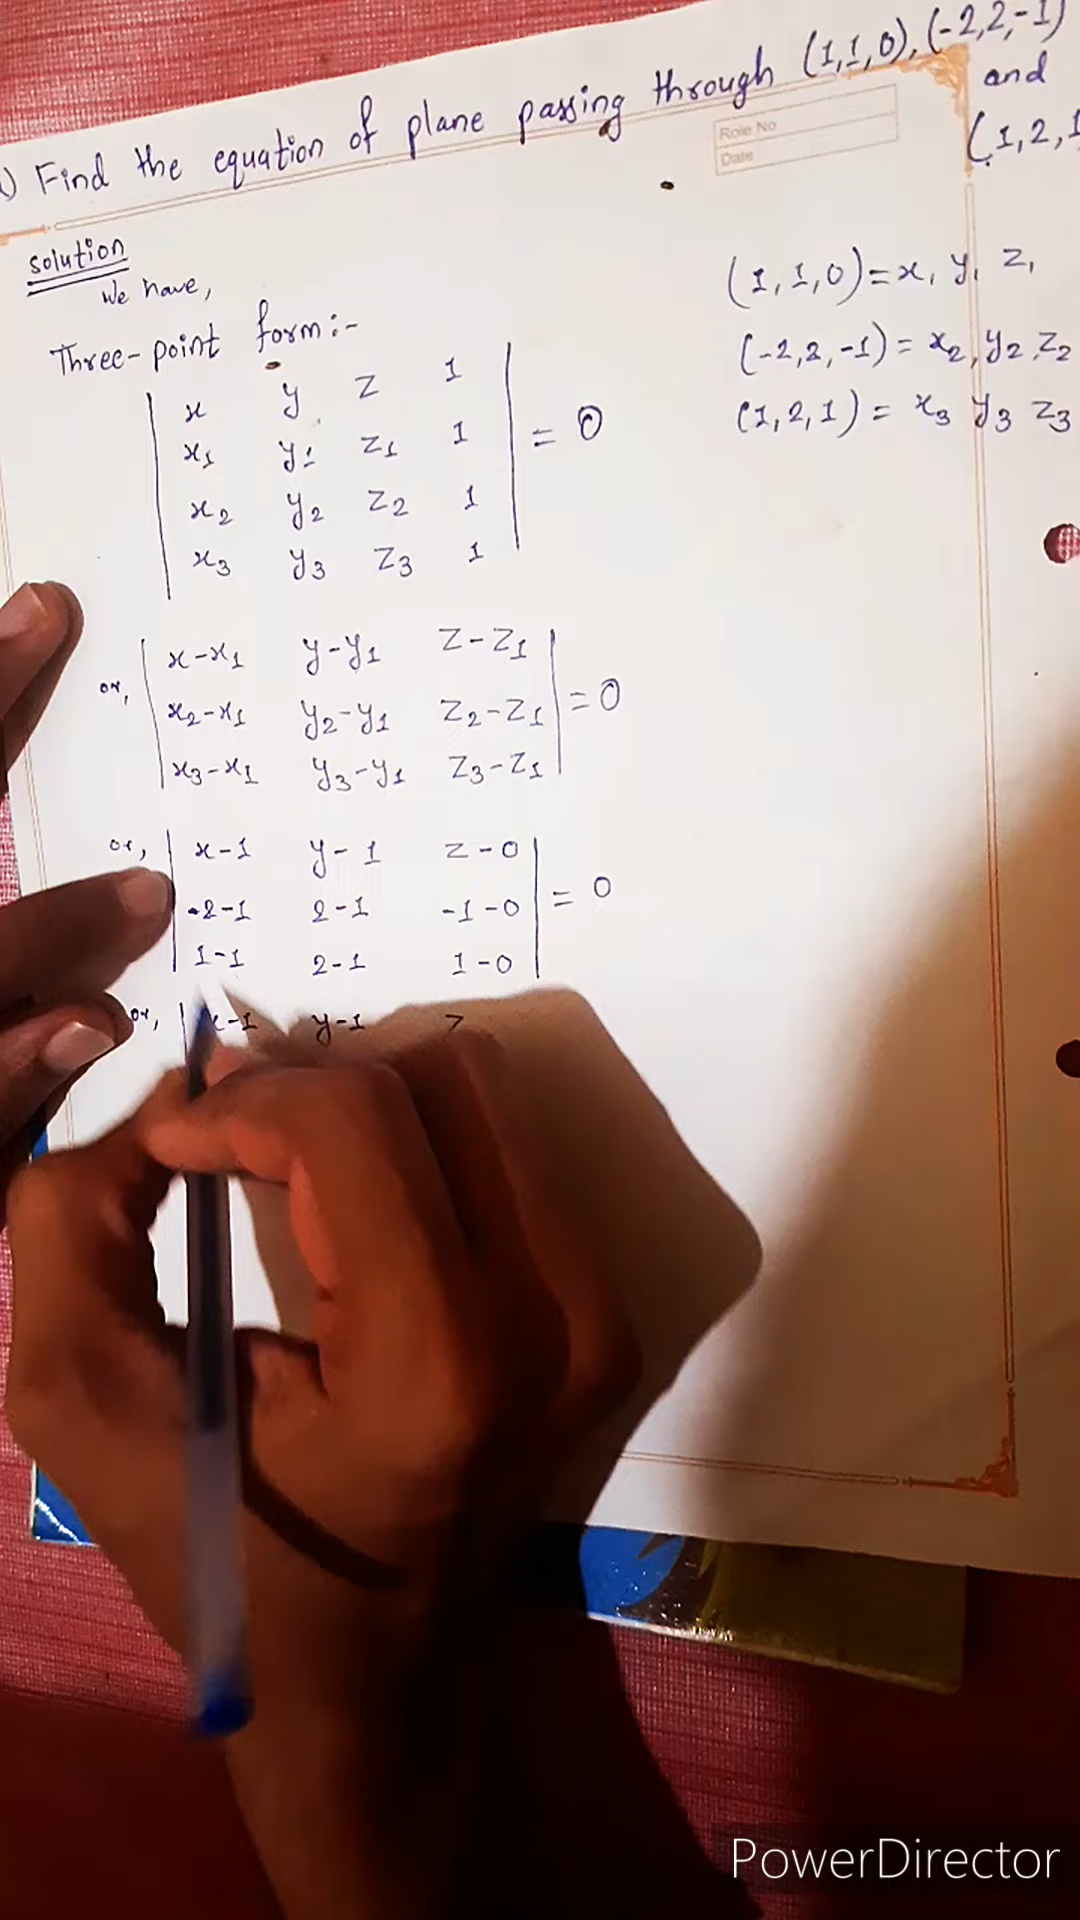 ) Find the equation of plane passing through (1,1,0), (-2,2,-1)
and
(1,2,1
Role No
Date
solution
We have,
Three-point form:-
x y z 1
x1 y1 z1 1
x2 y2 z2 1
x3 y3 z3 1
= 0
(1,1,0) = x1 y1 z1
(-2,2,-1) = x2, y2, z2
(1,2,1) = x3 y3 z3
or,
x-x1 y-y1 z-z1
x2-x1 y2-y1 z2-z1
x3-x1 y3-y1 z3-z1
= 0
or,
x-1 y-1 z-0
-2-1 2-1 -1-0
1-1 2-1 1-0
= 0
or, x-1 y-1
PowerDirector